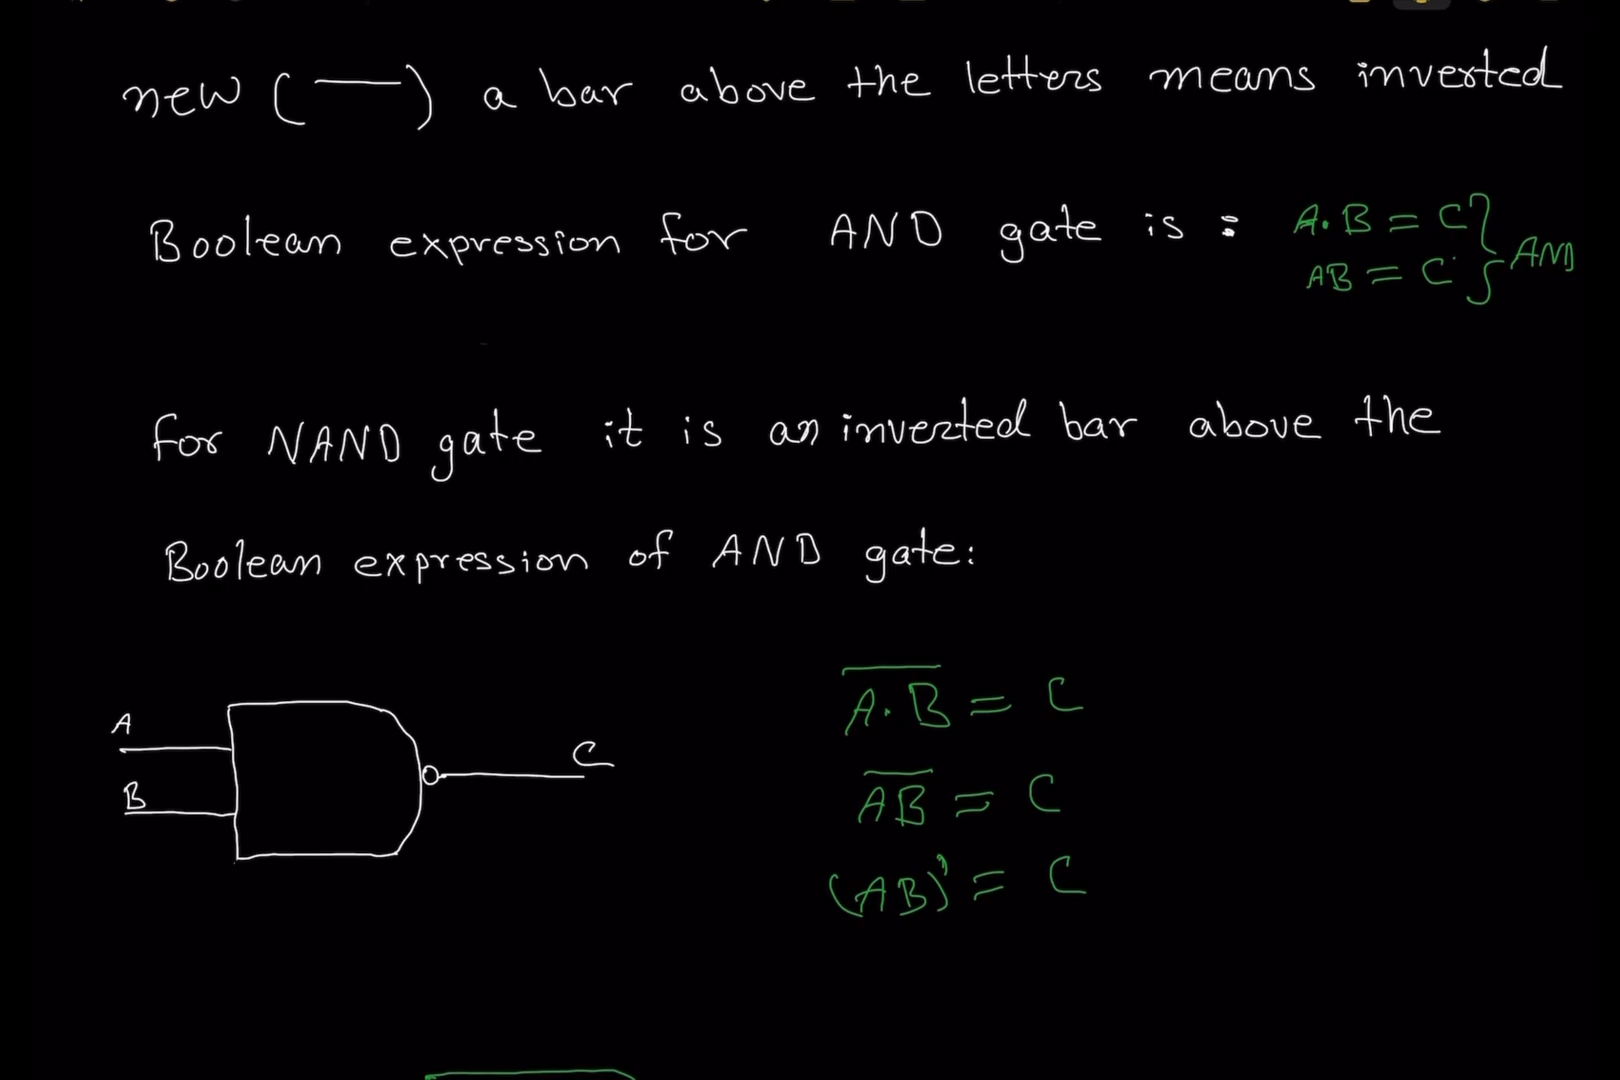 new (—) a bar above the letters means inverted
Boolean expression for AND gate is : A.B = C
AB = C } AND
for NAND gate it is an inverted bar above the
Boolean expression of AND gate:
A
B
C
A̅.̅B̅ = C
A̅B̅ = C
(AB)' = C